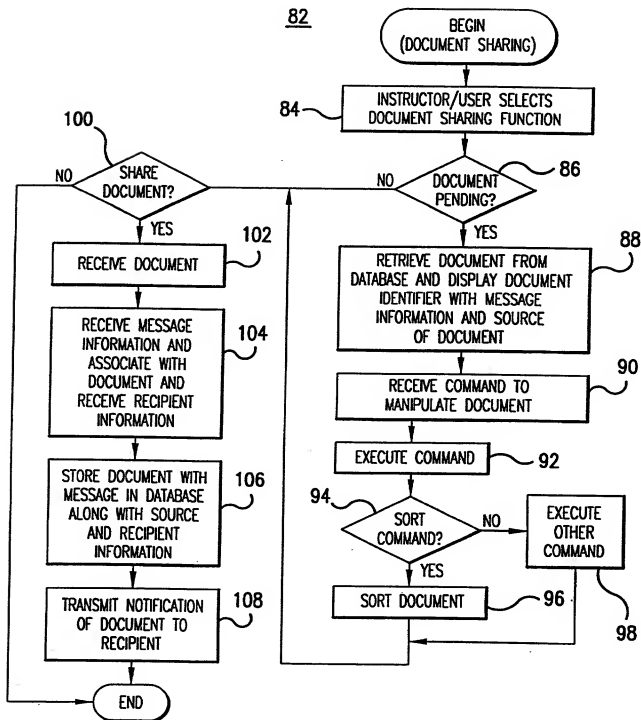 82
BEGIN
(DOCUMENT SHARING)
84
INSTRUCTOR/USER SELECTS
DOCUMENT SHARING FUNCTION
86
DOCUMENT
PENDING?
NO
YES
88
RETRIEVE DOCUMENT FROM
DATABASE AND DISPLAY DOCUMENT
IDENTIFIER WITH MESSAGE
INFORMATION AND SOURCE
OF DOCUMENT
90
RECEIVE COMMAND TO
MANIPULATE DOCUMENT
EXECUTE COMMAND
92
94
SORT
COMMAND?
NO
YES
EXECUTE
OTHER
COMMAND
98
SORT DOCUMENT
96
100
SHARE
DOCUMENT?
NO
YES
102
RECEIVE DOCUMENT
RECEIVE MESSAGE
INFORMATION AND
ASSOCIATE WITH
DOCUMENT AND
RECEIVE RECIPIENT
INFORMATION
104
STORE DOCUMENT WITH
MESSAGE IN DATABASE
ALONG WITH SOURCE
AND RECIPIENT
INFORMATION
106
TRANSMIT NOTIFICATION
OF DOCUMENT TO
RECIPIENT
108
END